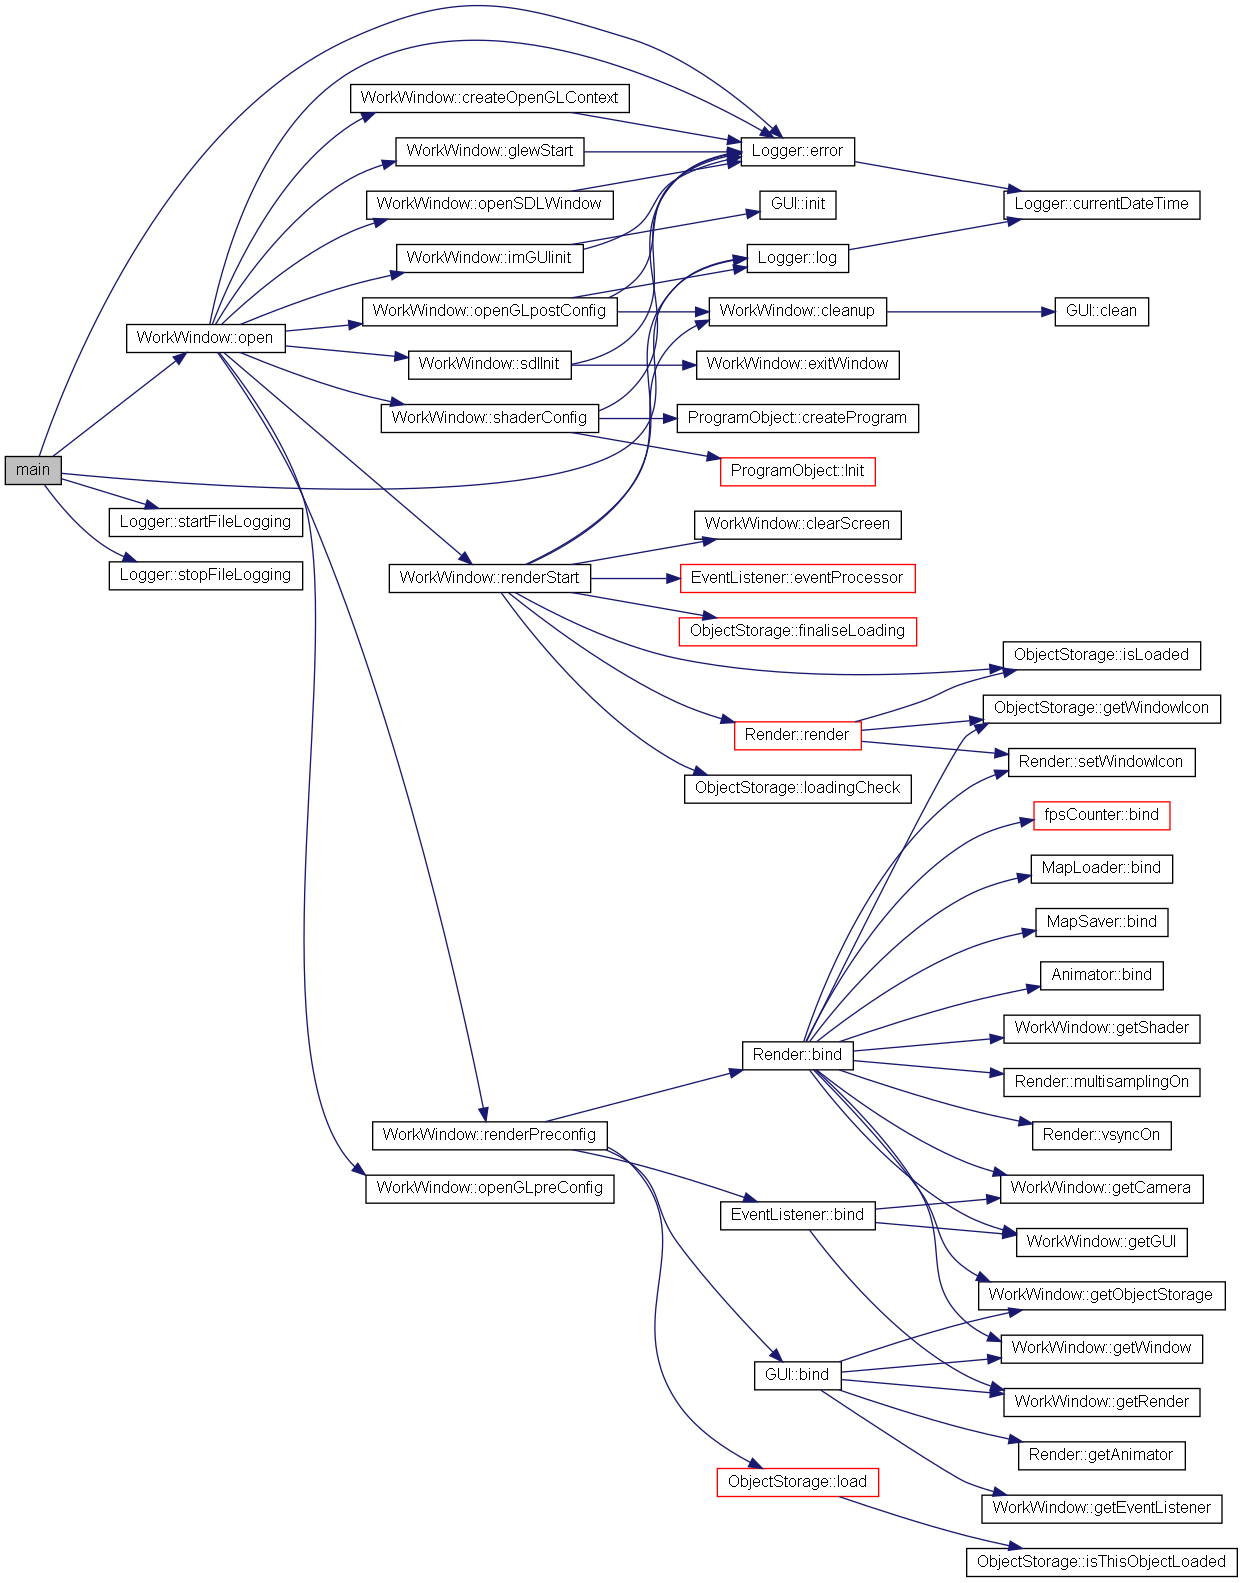 WorkWindow::createOpenGLContext
WorkWindow::glewStart
Logger::error
WorkWindow::openSDLWindow
GUI::init
Logger::currentDateTime
WorkWindow::imGUIinit
Logger::log
WorkWindow::openGLpostConfig
WorkWindow::cleanup
GUI::clean
WorkWindow::open
WorkWindow::sdlInit
WorkWindow::exitWindow
WorkWindow::shaderConfig
ProgramObject::createProgram
main
ProgramObject::Init
Logger::startFileLogging
WorkWindow::clearScreen
Logger::stopFileLogging
WorkWindow::renderStart
EventListener::eventProcessor
ObjectStorage::finaliseLoading
ObjectStorage::isLoaded
ObjectStorage::getWindowIcon
Render::render
Render::setWindowIcon
ObjectStorage::loadingCheck
fpsCounter::bind
MapLoader::bind
MapSaver::bind
Animator::bind
WorkWindow::getShader
Render::bind
Render::multisamplingOn
WorkWindow::renderPreconfig
Render::vsyncOn
WorkWindow::openGLpreConfig
WorkWindow::getCamera
EventListener::bind
WorkWindow::getGUI
WorkWindow::getObjectStorage
WorkWindow::getWindow
GUI::bind
WorkWindow::getRender
Render::getAnimator
ObjectStorage::load
WorkWindow::getEventListener
ObjectStorage::isThisObjectLoaded